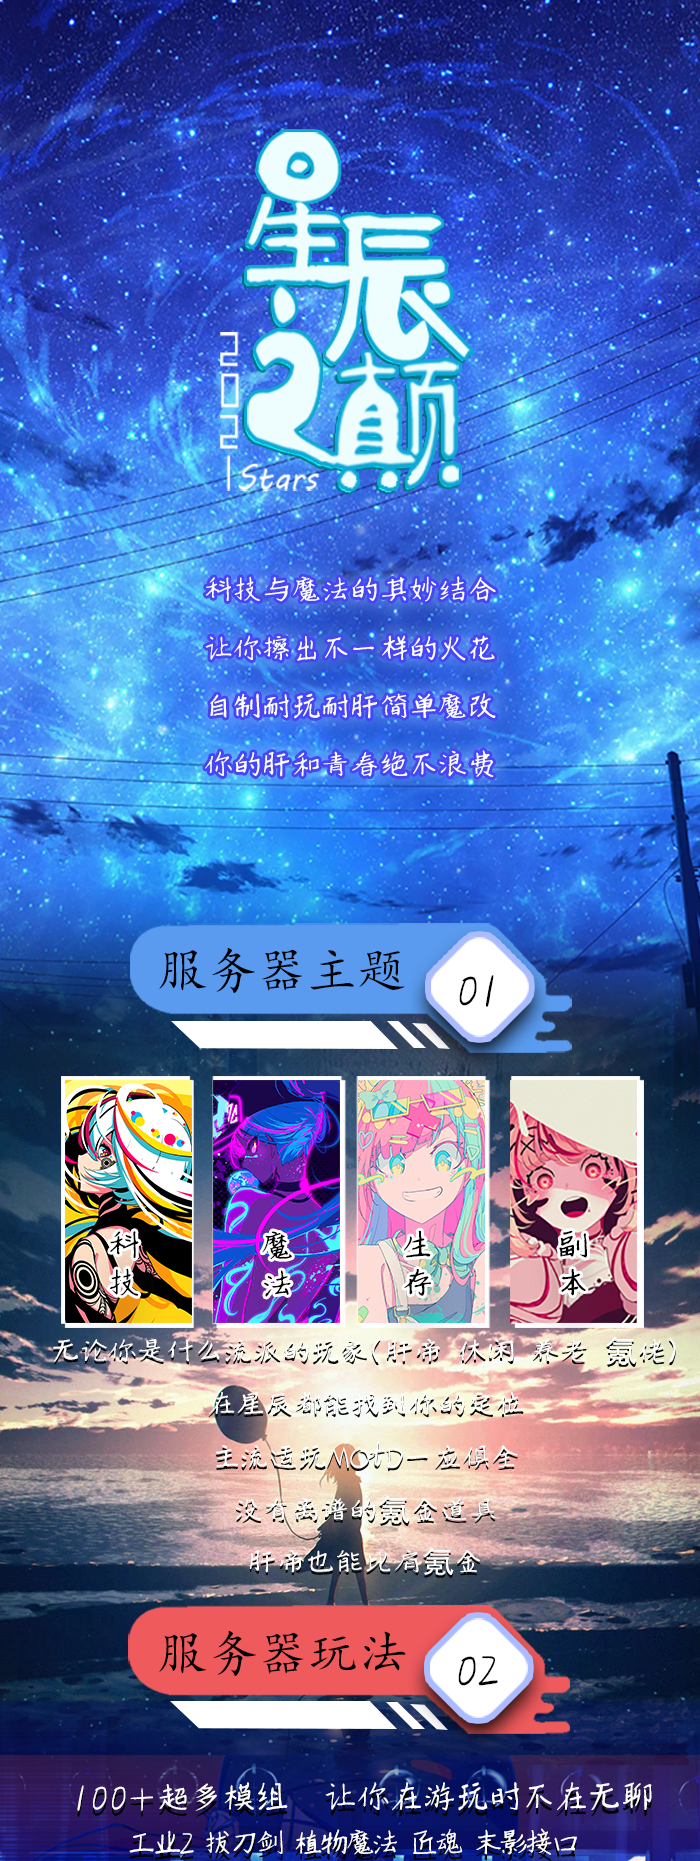 星辰之巅
2021
Stars
科技与魔法的其妙结合
让你擦出不一样的火花
自制耐玩耐肝简单魔改
你的肝和青春绝不浪费
服务器主题
01
科技
魔法
生存
副本
无论你是什么流派的玩家(肝帝 休闲 养老 氪佬)
在星辰都能找到你的定位
主流适玩MOD一应俱全
没有离谱的氪金道具
肝帝也能比肩氪金
服务器玩法
02
100+超多模组 让你在游玩时不在无聊
工业2 拔刀剑 植物魔法 匠魂 末影接口